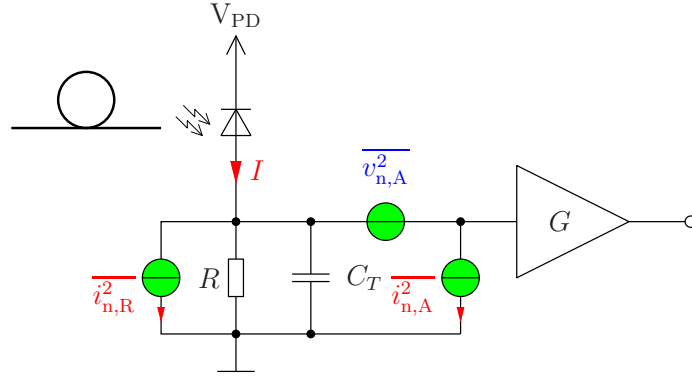 V_PD
I
v²_n,A
G
i²_n,R
R
C_T
i²_n,A